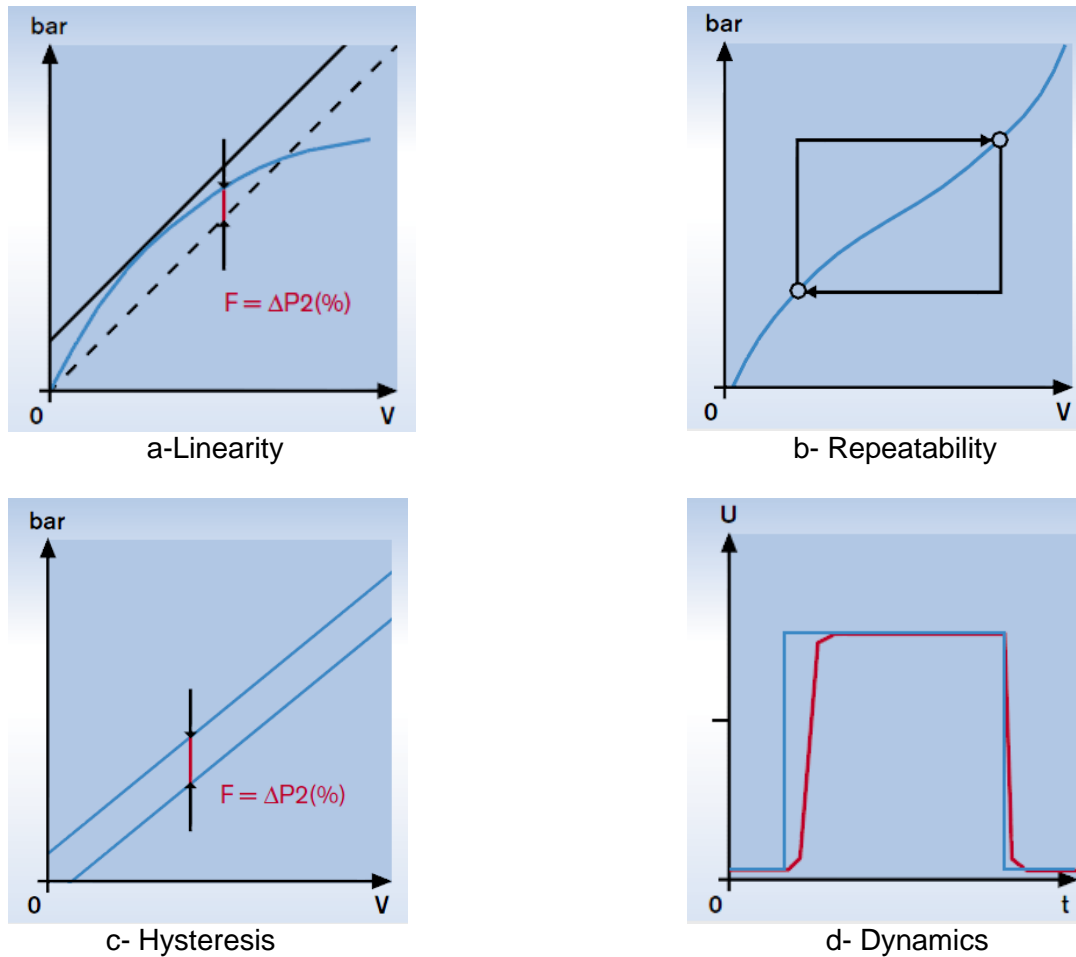 bar
F = ΔP2(%)
0
V
a-Linearity
bar
0
V
b- Repeatability
bar
F = ΔP2(%)
0
V
c- Hysteresis
U
0
t
d- Dynamics